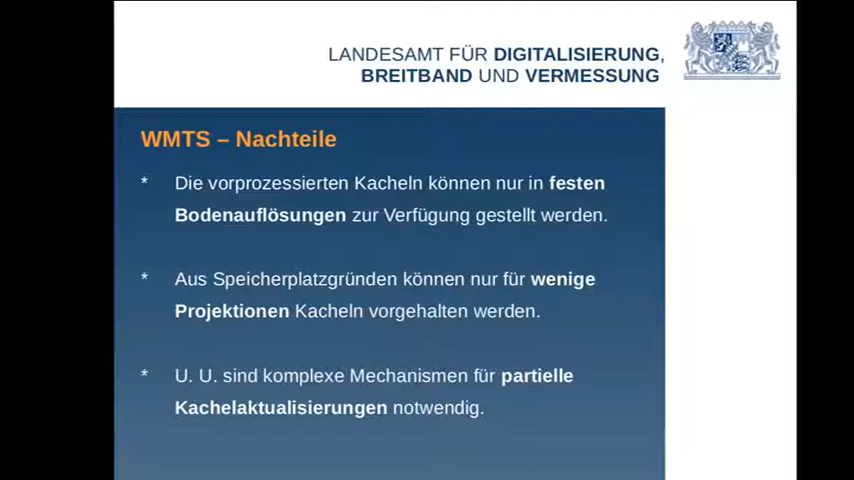 LANDESAMT FÜR DIGITALISIERUNG,
BREITBAND UND VERMESSUNG
WMTS – Nachteile
* Die vorprozessierten Kacheln können nur in festen
Bodenauflösungen zur Verfügung gestellt werden.
* Aus Speicherplatzgründen können nur für wenige
Projektionen Kacheln vorgehalten werden.
* U. U. sind komplexe Mechanismen für partielle
Kachelaktualisierungen notwendig.